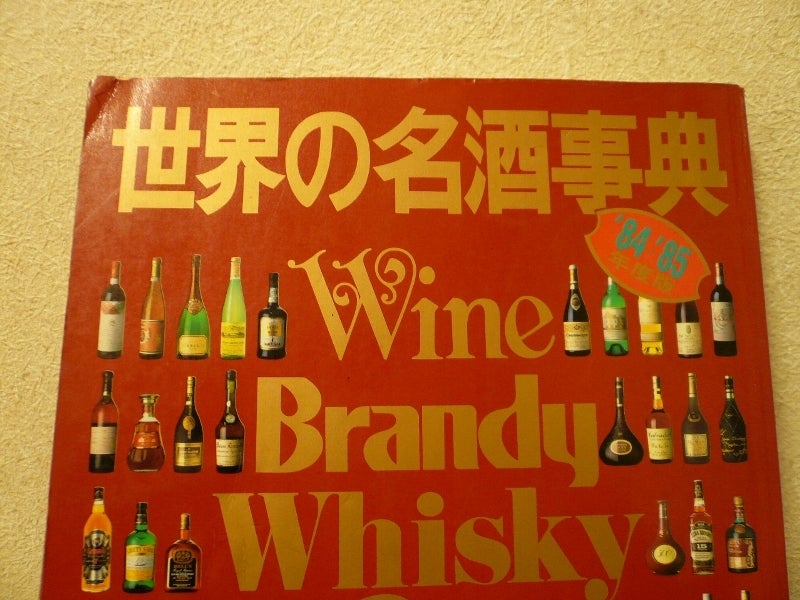 世界の名酒事典
'84 '85
年度版
Wine
Brandy
Whisky